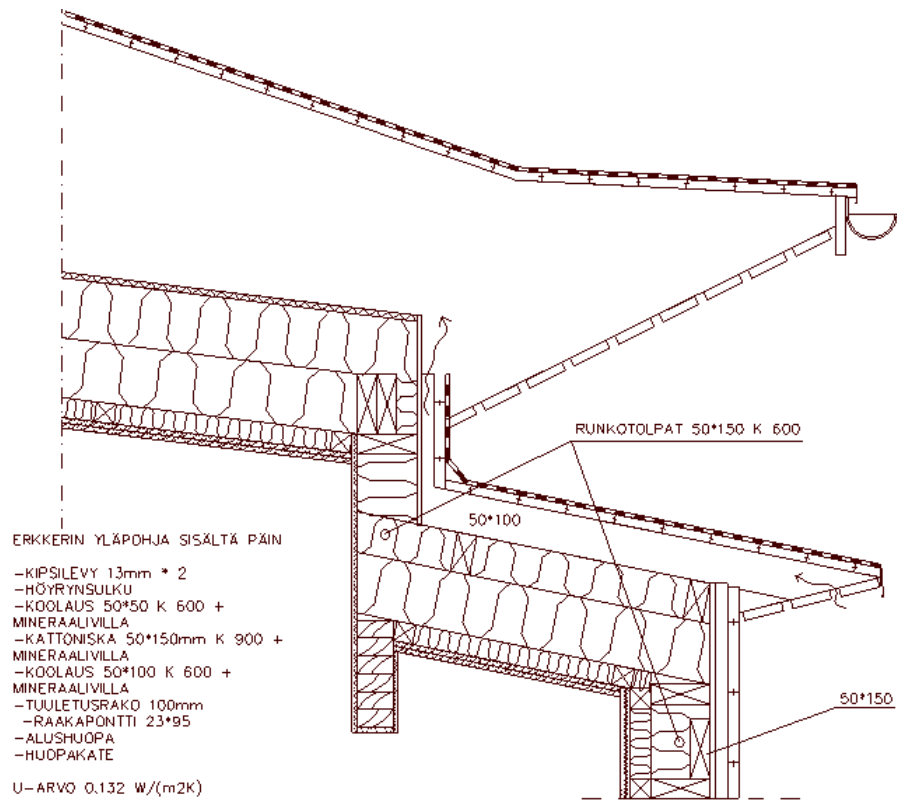 RUNKOTOLPAT 50*150 K 600
50*100
50*150
ERKKERIN YLÄPOHJA SISÄLTÄ PÄIN
-KIPSILEVY 13mm * 2
-HÖYRYNSULKU
-KOOLAUS 50*50 K 600 +
MINERAALIVILLA
-KATTONISKA 50*150mm K 900 +
MINERAALIVILLA
-KOOLAUS 50*100 K 600 +
MINERAALIVILLA
-TUULETUSRAKO 100mm
-RAAKAPONTTI 23*95
-ALUSHUOPA
-HUOPAKATE
U-ARVO 0.132 W/(m2K)